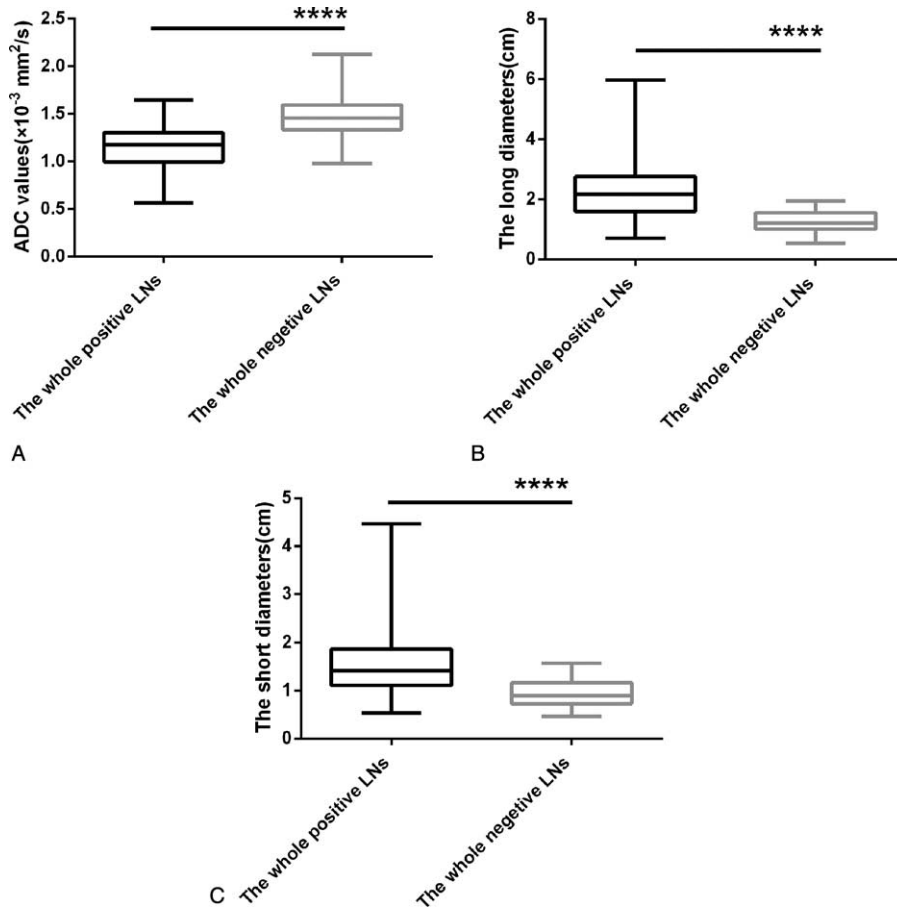 ADC values(×10⁻³ mm²/s)
2.5
2.0
1.5
1.0
0.5
0.0
****
The whole positive LNs
The whole negetive LNs
A
The long diameters(cm)
8
6
4
2
0
****
The whole positive LNs
The whole negetive LNs
B
The short diameters(cm)
5
4
3
2
1
0
****
The whole positive LNs
The whole negetive LNs
C